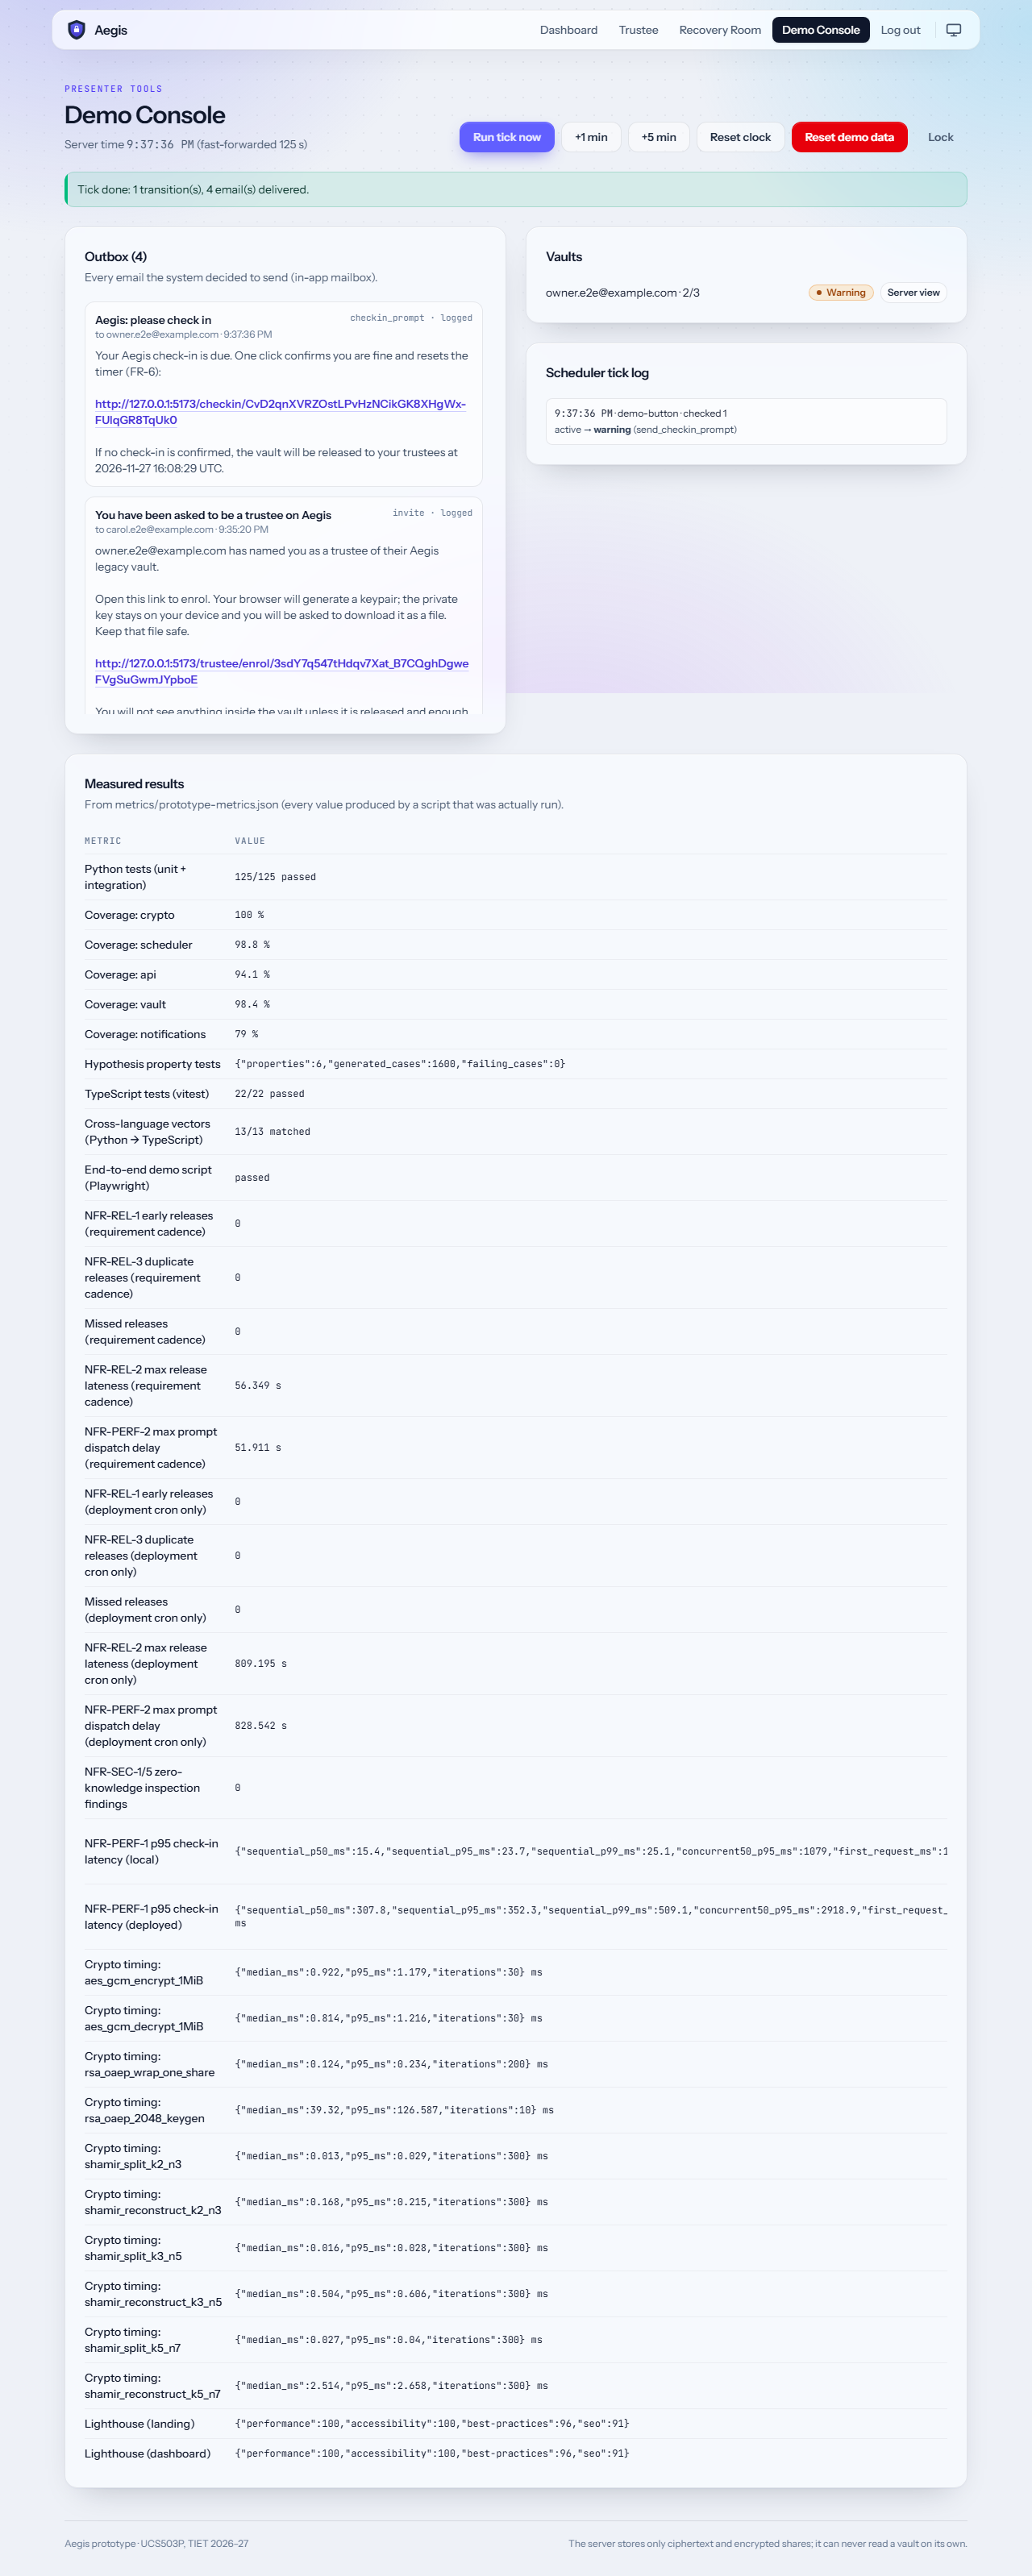 Aegis
Dashboard
Trustee
Recovery Room
Demo Console
Log out
PRESENTER TOOLS
Demo Console
Server time 9:37:36 PM (fast-forwarded 125 s)
Run tick now
+1 min
+5 min
Reset clock
Reset demo data
Lock
Tick done: 1 transition(s), 4 email(s) delivered.
Outbox (4)
Every email the system decided to send (in-app mailbox).
Aegis: please check in
checkin_prompt · logged
to owner.e2e@example.com · 9:37:36 PM
Your Aegis check-in is due. One click confirms you are fine and resets the
timer (FR-6):
http://127.0.0.1:5173/checkin/CvD2qnXVRZOstLPvHzNCikGK8XHgWx-
FUlqGR8TqUk0
If no check-in is confirmed, the vault will be released to your trustees at
2026-11-27 16:08:29 UTC.
You have been asked to be a trustee on Aegis
invite · logged
to carol.e2e@example.com · 9:35:20 PM
owner.e2e@example.com has named you as a trustee of their Aegis
legacy vault.
Open this link to enrol. Your browser will generate a keypair; the private
key stays on your device and you will be asked to download it as a file.
Keep that file safe.
http://127.0.0.1:5173/trustee/enrol/3sdY7q547tHdqv7Xat_B7CQghDgwe
FVgSuGwmJYpboE
You will not see anything inside the vault unless it is released and enough
Vaults
owner.e2e@example.com · 2/3
Warning
Server view
Scheduler tick log
9:37:36 PM · demo-button · checked 1
active → warning (send_checkin_prompt)
Measured results
From metrics/prototype-metrics.json (every value produced by a script that was actually run).
METRIC VALUE
Python tests (unit +
integration)
125/125 passed
Coverage: crypto
100 %
Coverage: scheduler
98.8 %
Coverage: api
94.1 %
Coverage: vault
98.4 %
Coverage: notifications
79 %
Hypothesis property tests
{"properties":6,"generated_cases":1600,"failing_cases":0}
TypeScript tests (vitest)
22/22 passed
Cross-language vectors
(Python → TypeScript)
13/13 matched
End-to-end demo script
(Playwright)
passed
NFR-REL-1 early releases
(requirement cadence)
0
NFR-REL-3 duplicate
releases (requirement
cadence)
0
Missed releases
(requirement cadence)
0
NFR-REL-2 max release
lateness (requirement
cadence)
56.349 s
NFR-PERF-2 max prompt
dispatch delay
(requirement cadence)
51.911 s
NFR-REL-1 early releases
(deployment cron only)
0
NFR-REL-3 duplicate
releases (deployment
cron only)
0
Missed releases
(deployment cron only)
0
NFR-REL-2 max release
lateness (deployment
cron only)
809.195 s
NFR-PERF-2 max prompt
dispatch delay
(deployment cron only)
828.542 s
NFR-SEC-1/5 zero-
knowledge inspection
findings
0
NFR-PERF-1 p95 check-in
latency (local)
{"sequential_p50_ms":15.4,"sequential_p95_ms":23.7,"sequential_p99_ms":25.1,"concurrent50_p95_ms":1079,"first_request_ms":1
NFR-PERF-1 p95 check-in
latency (deployed)
{"sequential_p50_ms":307.8,"sequential_p95_ms":352.3,"sequential_p99_ms":509.1,"concurrent50_p95_ms":2918.9,"first_request_
ms
Crypto timing:
aes_gcm_encrypt_1MiB
{"median_ms":0.922,"p95_ms":1.179,"iterations":30} ms
Crypto timing:
aes_gcm_decrypt_1MiB
{"median_ms":0.814,"p95_ms":1.216,"iterations":30} ms
Crypto timing:
rsa_oaep_wrap_one_share
{"median_ms":0.124,"p95_ms":0.234,"iterations":200} ms
Crypto timing:
rsa_oaep_2048_keygen
{"median_ms":39.32,"p95_ms":126.587,"iterations":10} ms
Crypto timing:
shamir_split_k2_n3
{"median_ms":0.013,"p95_ms":0.029,"iterations":300} ms
Crypto timing:
shamir_reconstruct_k2_n3
{"median_ms":0.168,"p95_ms":0.215,"iterations":300} ms
Crypto timing:
shamir_split_k3_n5
{"median_ms":0.016,"p95_ms":0.028,"iterations":300} ms
Crypto timing:
shamir_reconstruct_k3_n5
{"median_ms":0.504,"p95_ms":0.606,"iterations":300} ms
Crypto timing:
shamir_split_k5_n7
{"median_ms":0.027,"p95_ms":0.04,"iterations":300} ms
Crypto timing:
shamir_reconstruct_k5_n7
{"median_ms":2.514,"p95_ms":2.658,"iterations":300} ms
Lighthouse (landing)
{"performance":100,"accessibility":100,"best-practices":96,"seo":91}
Lighthouse (dashboard)
{"performance":100,"accessibility":100,"best-practices":96,"seo":91}
Aegis prototype · UCS503P, TIET 2026–27
The server stores only ciphertext and encrypted shares; it can never read a vault on its own.